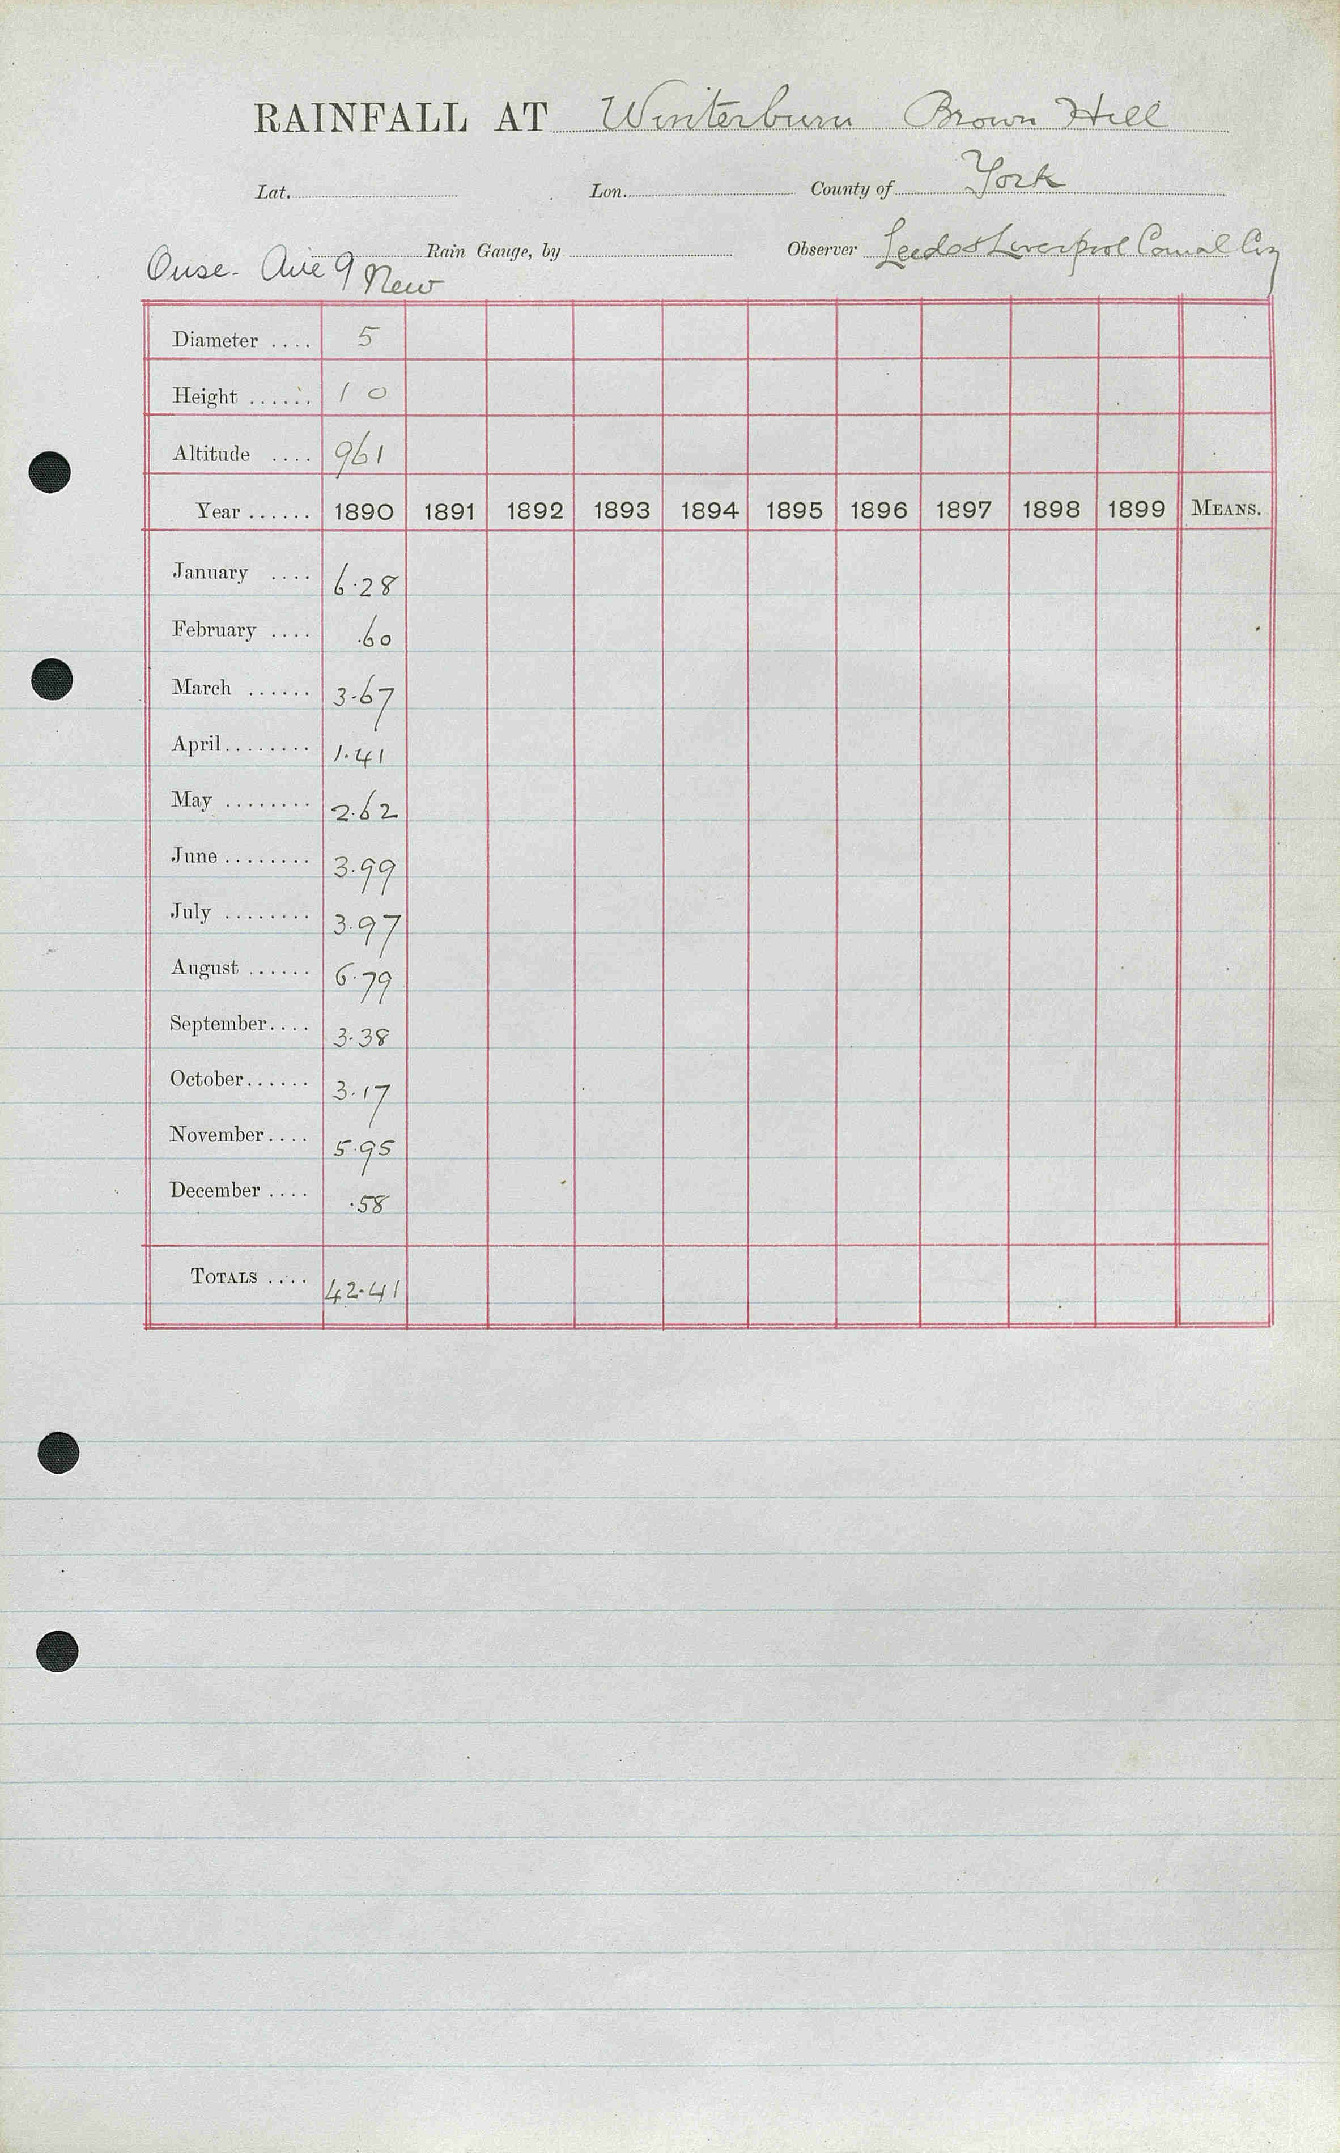 RAINFALL AT Winterburn Brown Hill
Lat. Lon. County of York
Rain Gauge, by Observer Leeds & Liverpool Canal Coy
Ouse - Aire 9 New
Diameter .... 5
Height ...... 1 0
Altitude .... 961
Year ...... 1890 1891 1892 1893 1894 1895 1896 1897 1898 1899 MEANS.
January .... 6.28
February .... .60
March ...... 3.67
April ........ 1.41
May ........ 2.62
June ........ 3.99
July ........ 3.97
August ...... 6.79
September.... 3.38
October...... 3.17
November.... 5.95
December .... .58
TOTALS .... 42.41